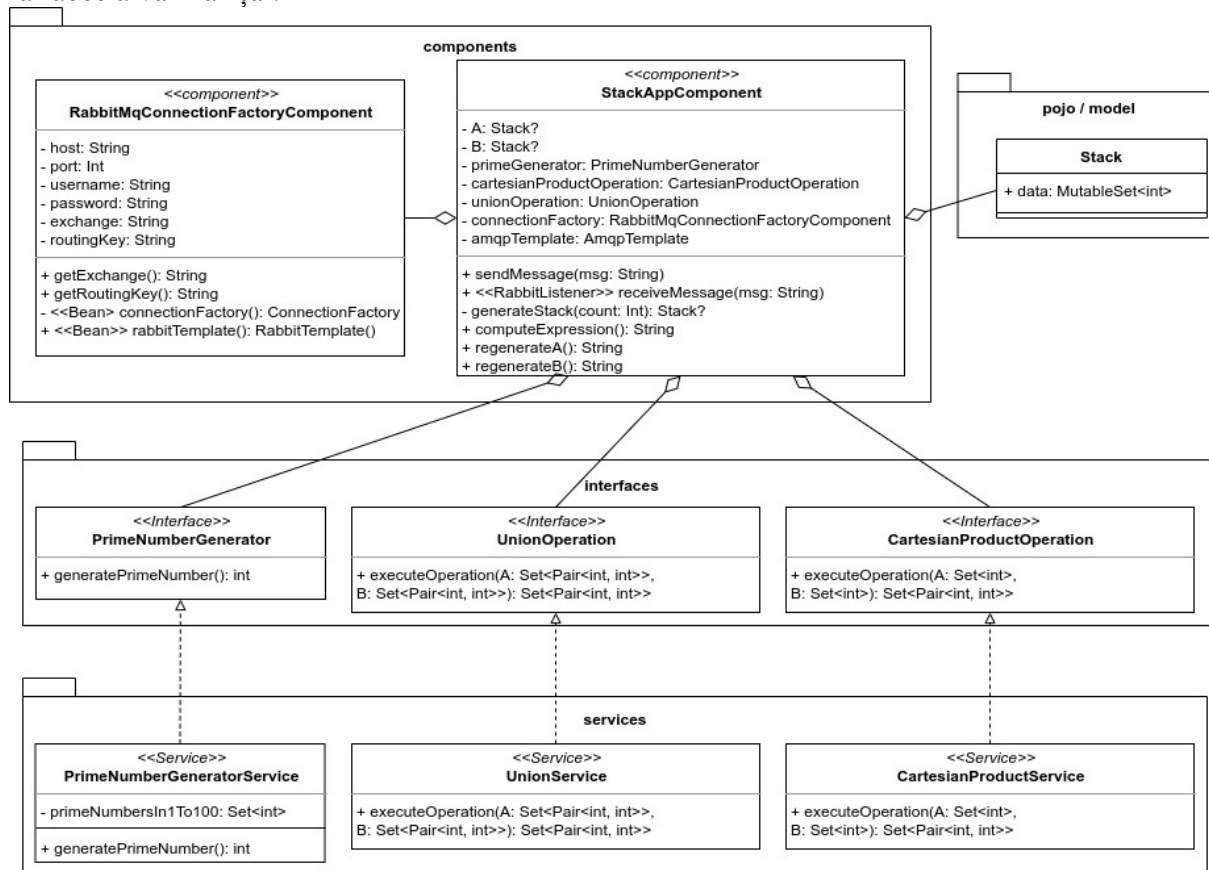 components
<<component>>
RabbitMqConnectionFactoryComponent
- host: String
- port: Int
- username: String
- password: String
- exchange: String
- routingKey: String
+ getExchange(): String
+ getRoutingKey(): String
- <<Bean> connectionFactory(): ConnectionFactory
+ <<Bean>> rabbitTemplate(): RabbitTemplate()
<<component>>
StackAppComponent
- A: Stack?
- B: Stack?
- primeGenerator: PrimeNumberGenerator
- cartesianProductOperation: CartesianProductOperation
- unionOperation: UnionOperation
- connectionFactory: RabbitMqConnectionFactoryComponent
- amqpTemplate: AmqpTemplate
+ sendMessage(msg: String)
+ <<RabbitListener>> receiveMessage(msg: String)
- generateStack(count: Int): Stack?
+ computeExpression(): String
+ regenerateA(): String
+ regenerateB(): String
pojo / model
Stack
+ data: MutableSet<int>
interfaces
<<Interface>>
PrimeNumberGenerator
+ generatePrimeNumber(): int
<<Interface>>
UnionOperation
+ executeOperation(A: Set<Pair<int, int>>,
B: Set<Pair<int, int>>): Set<Pair<int, int>>
<<Interface>>
CartesianProductOperation
+ executeOperation(A: Set<int>,
B: Set<int>): Set<Pair<int, int>>
services
<<Service>>
PrimeNumberGeneratorService
- primeNumbersIn1To100: Set<int>
+ generatePrimeNumber(): int
<<Service>>
UnionService
+ executeOperation(A: Set<Pair<int, int>>,
B: Set<Pair<int, int>>): Set<Pair<int, int>>
<<Service>>
CartesianProductService
+ executeOperation(A: Set<int>,
B: Set<int>): Set<Pair<int, int>>